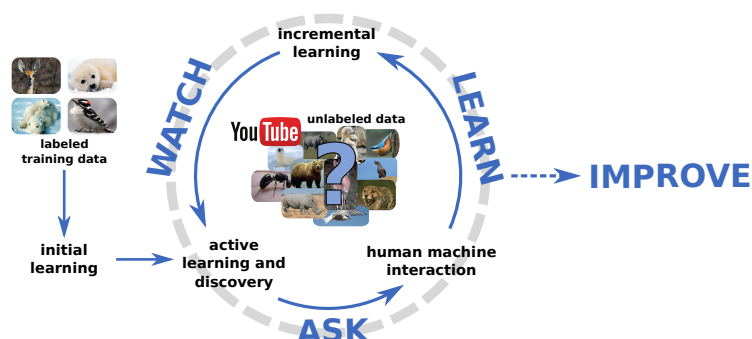 incremental
learning
WATCH
LEARN
labeled
training data
YouTube
unlabeled data
?
IMPROVE
initial
learning
active
learning and
discovery
human machine
interaction
ASK